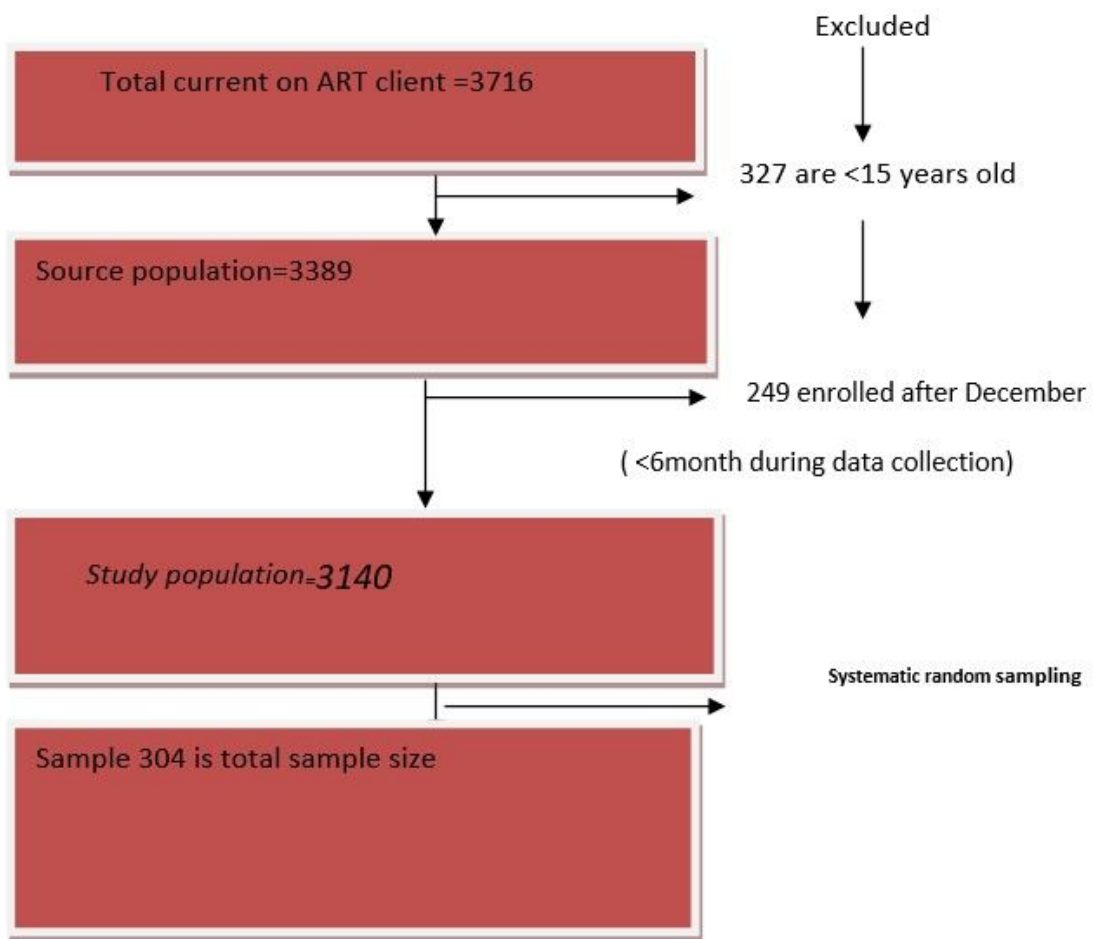 Excluded
Total current on ART client =3716
327 are <15 years old
Source population=3389
249 enrolled after December
( <6month during data collection)
Study population=3140
Systematic random sampling
Sample 304 is total sample size